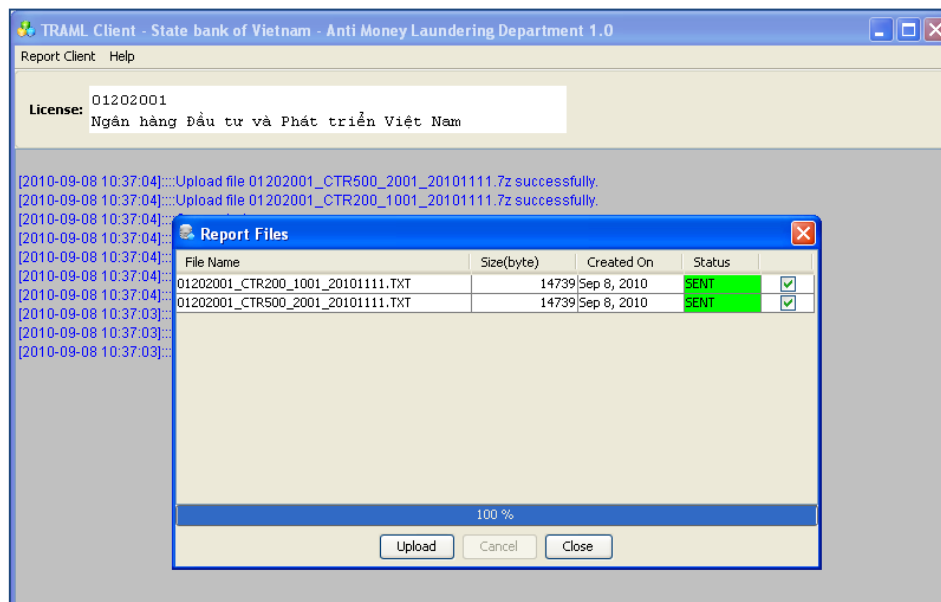 TRAML Client - State bank of Vietnam - Anti Money Laundering Department 1.0
Report Client Help
License: 01202001
Ngân hàng Đầu tư và Phát triển Việt Nam
[2010-09-08 10:37:04]::::Upload file 01202001_CTR500_2001_20101111.7z successfully.
[2010-09-08 10:37:04]::::Upload file 01202001_CTR200_1001_20101111.7z successfully.
[2010-09-08 10:37:04]:::
[2010-09-08 10:37:04]:::
[2010-09-08 10:37:04]:::
[2010-09-08 10:37:04]:::
[2010-09-08 10:37:04]:::
[2010-09-08 10:37:03]:::
[2010-09-08 10:37:03]:::
[2010-09-08 10:37:03]:::
Report Files
File Name Size(byte) Created On Status
01202001_CTR200_1001_20101111.TXT 14739 Sep 8, 2010 SENT
01202001_CTR500_2001_20101111.TXT 14739 Sep 8, 2010 SENT
100 %
Upload Cancel Close